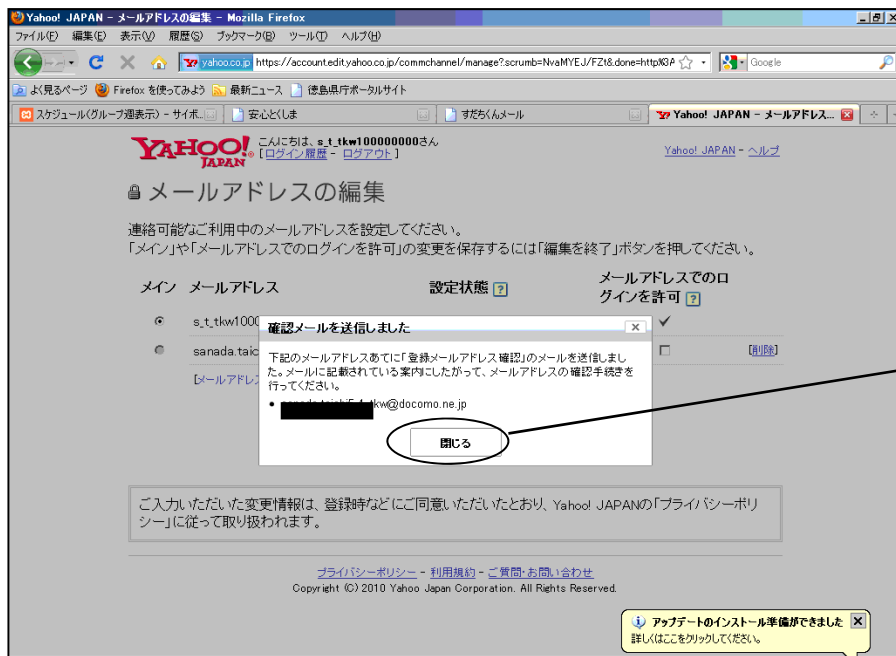 Yahoo! JAPAN - メールアドレスの編集 - Mozilla Firefox
ファイル(F) 編集(E) 表示(V) 履歴(S) ブックマーク(B) ツール(T) ヘルプ(H)
yahoo.co.jp https://account.edit.yahoo.co.jp/commchannel/manage?.scrumb=NvaMYEJ/FZt&.done=http%3A Google
よく見るページ Firefox を使ってみよう 最新ニュース 徳島県庁ポータルサイト
スケジュール(グループ週表示) - サイボ... 安心とくしま すだちくんメール Yahoo! JAPAN - メールアドレス...
YAHOO! JAPAN
こんにちは、s_t_tkw100000000さん
[ログイン履歴 - ログアウト]
Yahoo! JAPAN - ヘルプ
メールアドレスの編集
連絡可能なご利用中のメールアドレスを設定してください。
「メイン」や「メールアドレスでのログインを許可」の変更を保存するには「編集を終了」ボタンを押してください。
メイン メールアドレス 設定状態 ? メールアドレスでのロ
グインを許可 ?
s_t_tkw1000
sanada.taic [削除]
[メールアドレ
確認メールを送信しました
下記のメールアドレスあてに「登録メールアドレス確認」のメールを送信しまし
た。メールに記載されている案内にしたがって、メールアドレスの確認手続きを
行ってください。
tkw@docomo.ne.jp
閉じる
ご入力いただいた変更情報は、登録時などにご同意いただいたとおり、Yahoo! JAPANの「プライバシーポリ
シー」に従って取り扱われます。
プライバシーポリシー - 利用規約 - ご質問・お問い合わせ
Copyright (C) 2010 Yahoo Japan Corporation. All Rights Reserved.
アップデートのインストール準備ができました
詳しくはここをクリックしてください。